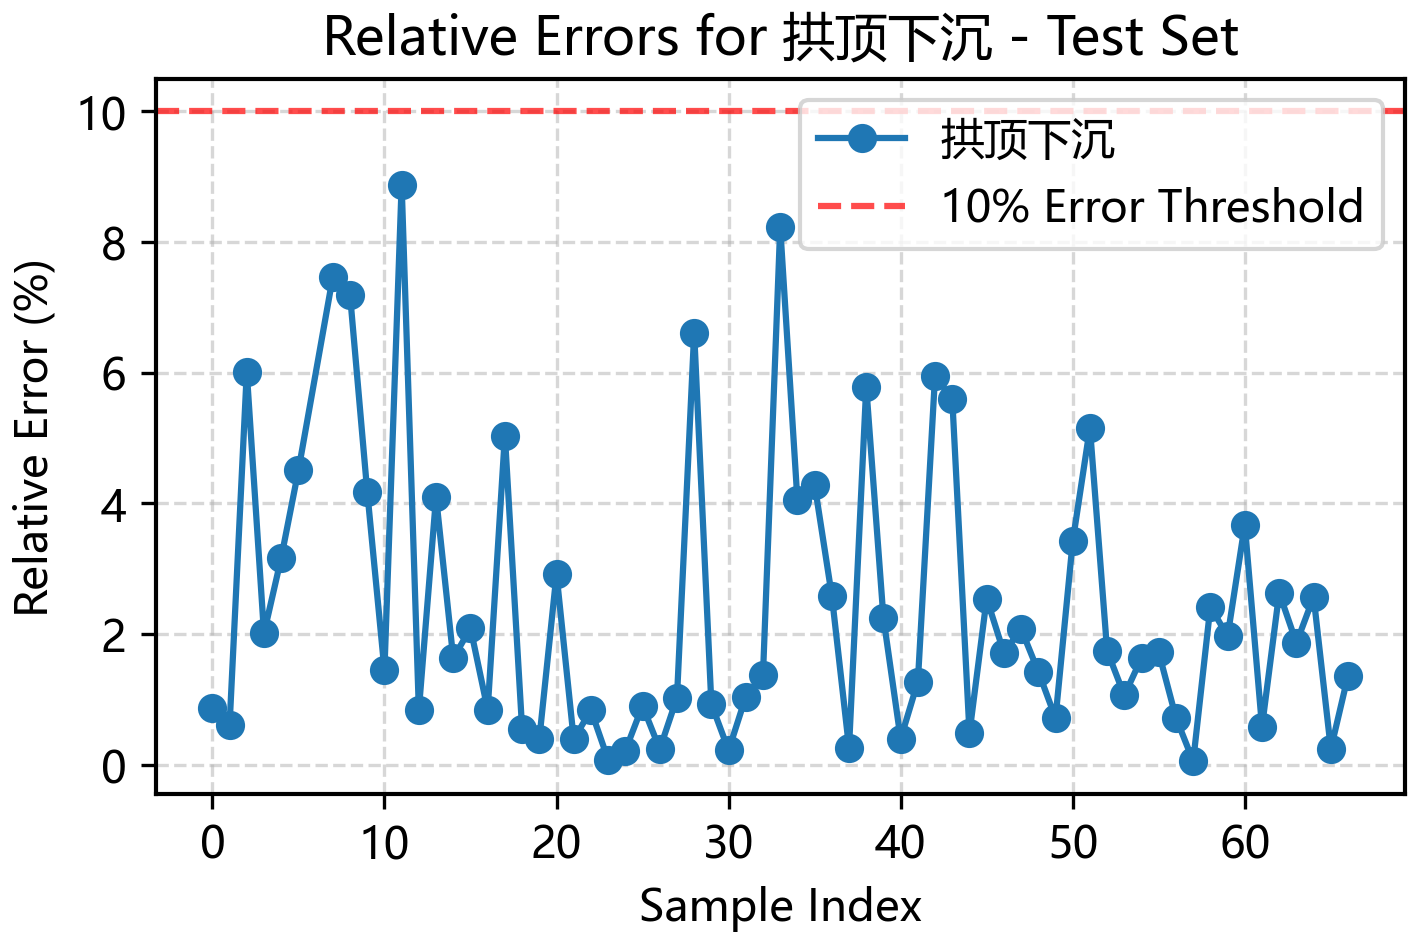 Relative Errors for 拱顶下沉 - Test Set
拱顶下沉
10% Error Threshold
Relative Error (%)
10
8
6
4
2
0
0 10 20 30 40 50 60
Sample Index